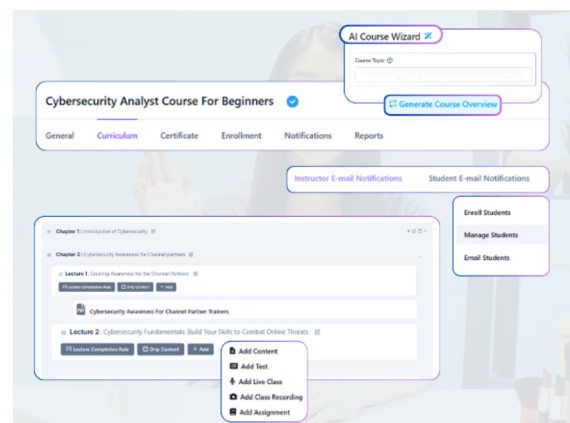 AI Course Wizard
Course Topic
Generate Course Overview
Cybersecurity Analyst Course For Beginners
General Curriculum Certificate Enrollment Notifications Reports
Instructor E-mail Notifications Student E-mail Notifications
Enroll Students
Manage Students
Email Students
Chapter 1: Introduction of Cybersecurity
Chapter 2: Cybersecurity Awareness for Channel partners
Lecture 1: Creating Awareness for the Channel Partners
Lecture Completion Rule Drip Content + Add
Cybersecurity Awareness For Channel Partner Trainers
Lecture 2: Cybersecurity Fundamentals: Build Your Skills to Combat Online Threats
Lecture Completion Rule Drip Content + Add
Add Content
Add Test
Add Live Class
Add Class Recording
Add Assignment